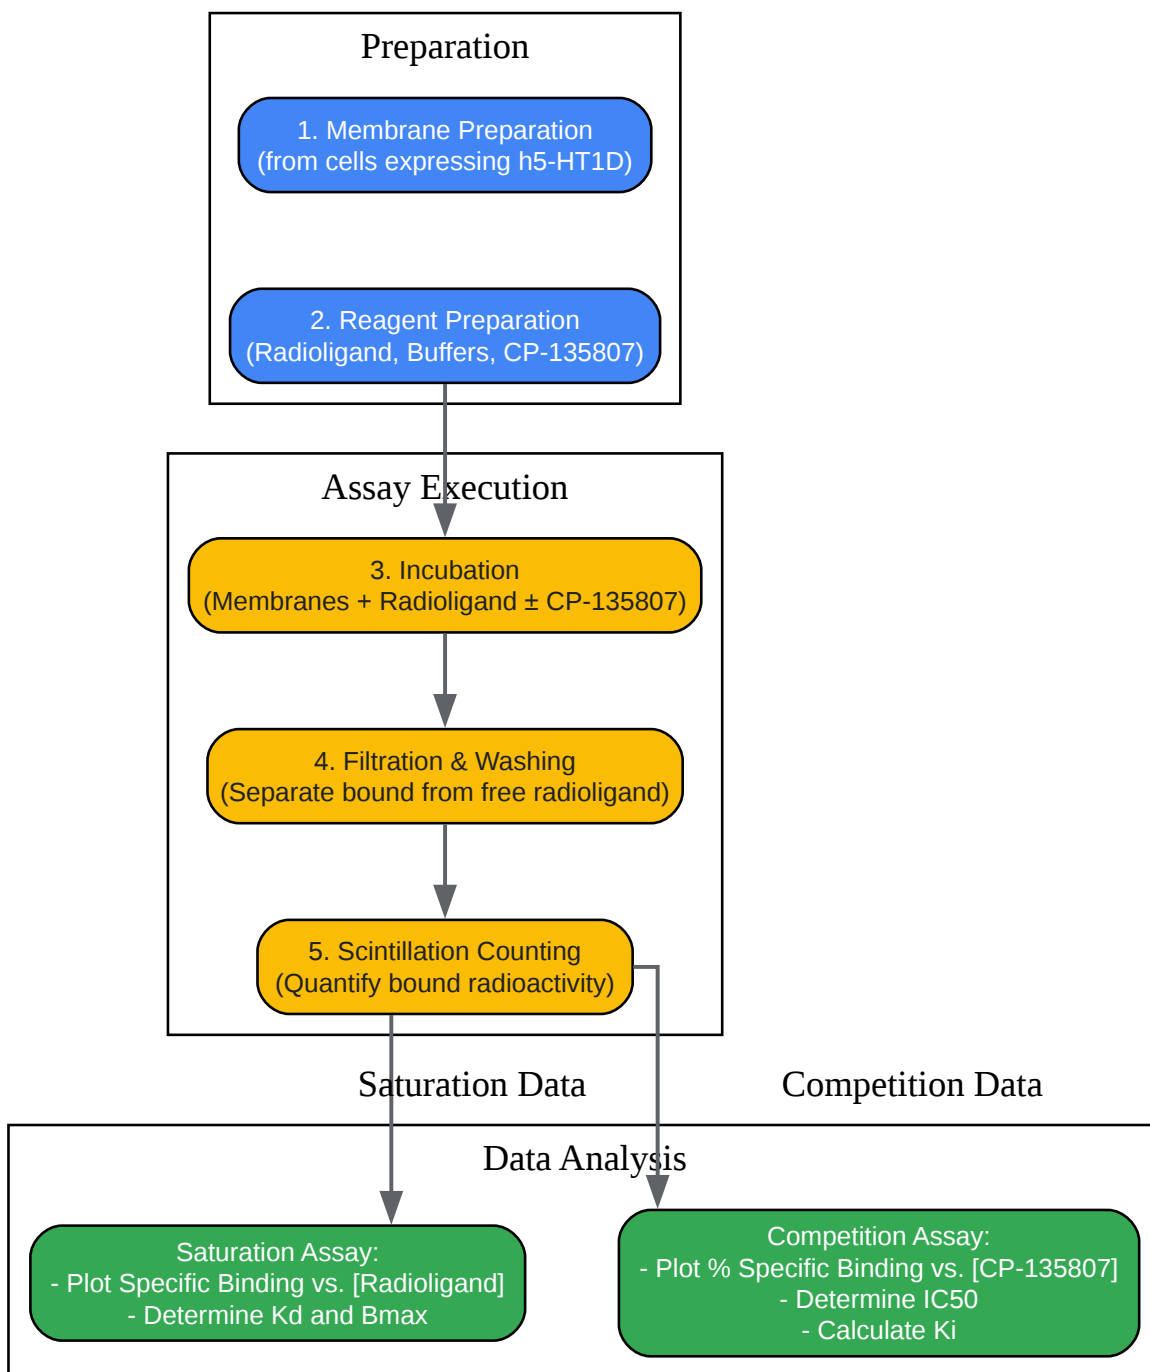 Preparation
1. Membrane Preparation
(from cells expressing h5-HT1D)
2. Reagent Preparation
(Radioligand, Buffers, CP-135807)
Assay Execution
3. Incubation
(Membranes + Radioligand ± CP-135807)
4. Filtration & Washing
(Separate bound from free radioligand)
5. Scintillation Counting
(Quantify bound radioactivity)
Saturation Data
Competition Data
Data Analysis
Saturation Assay:
- Plot Specific Binding vs. [Radioligand]
- Determine Kd and Bmax
Competition Assay:
- Plot % Specific Binding vs. [CP-135807]
- Determine IC50
- Calculate Ki